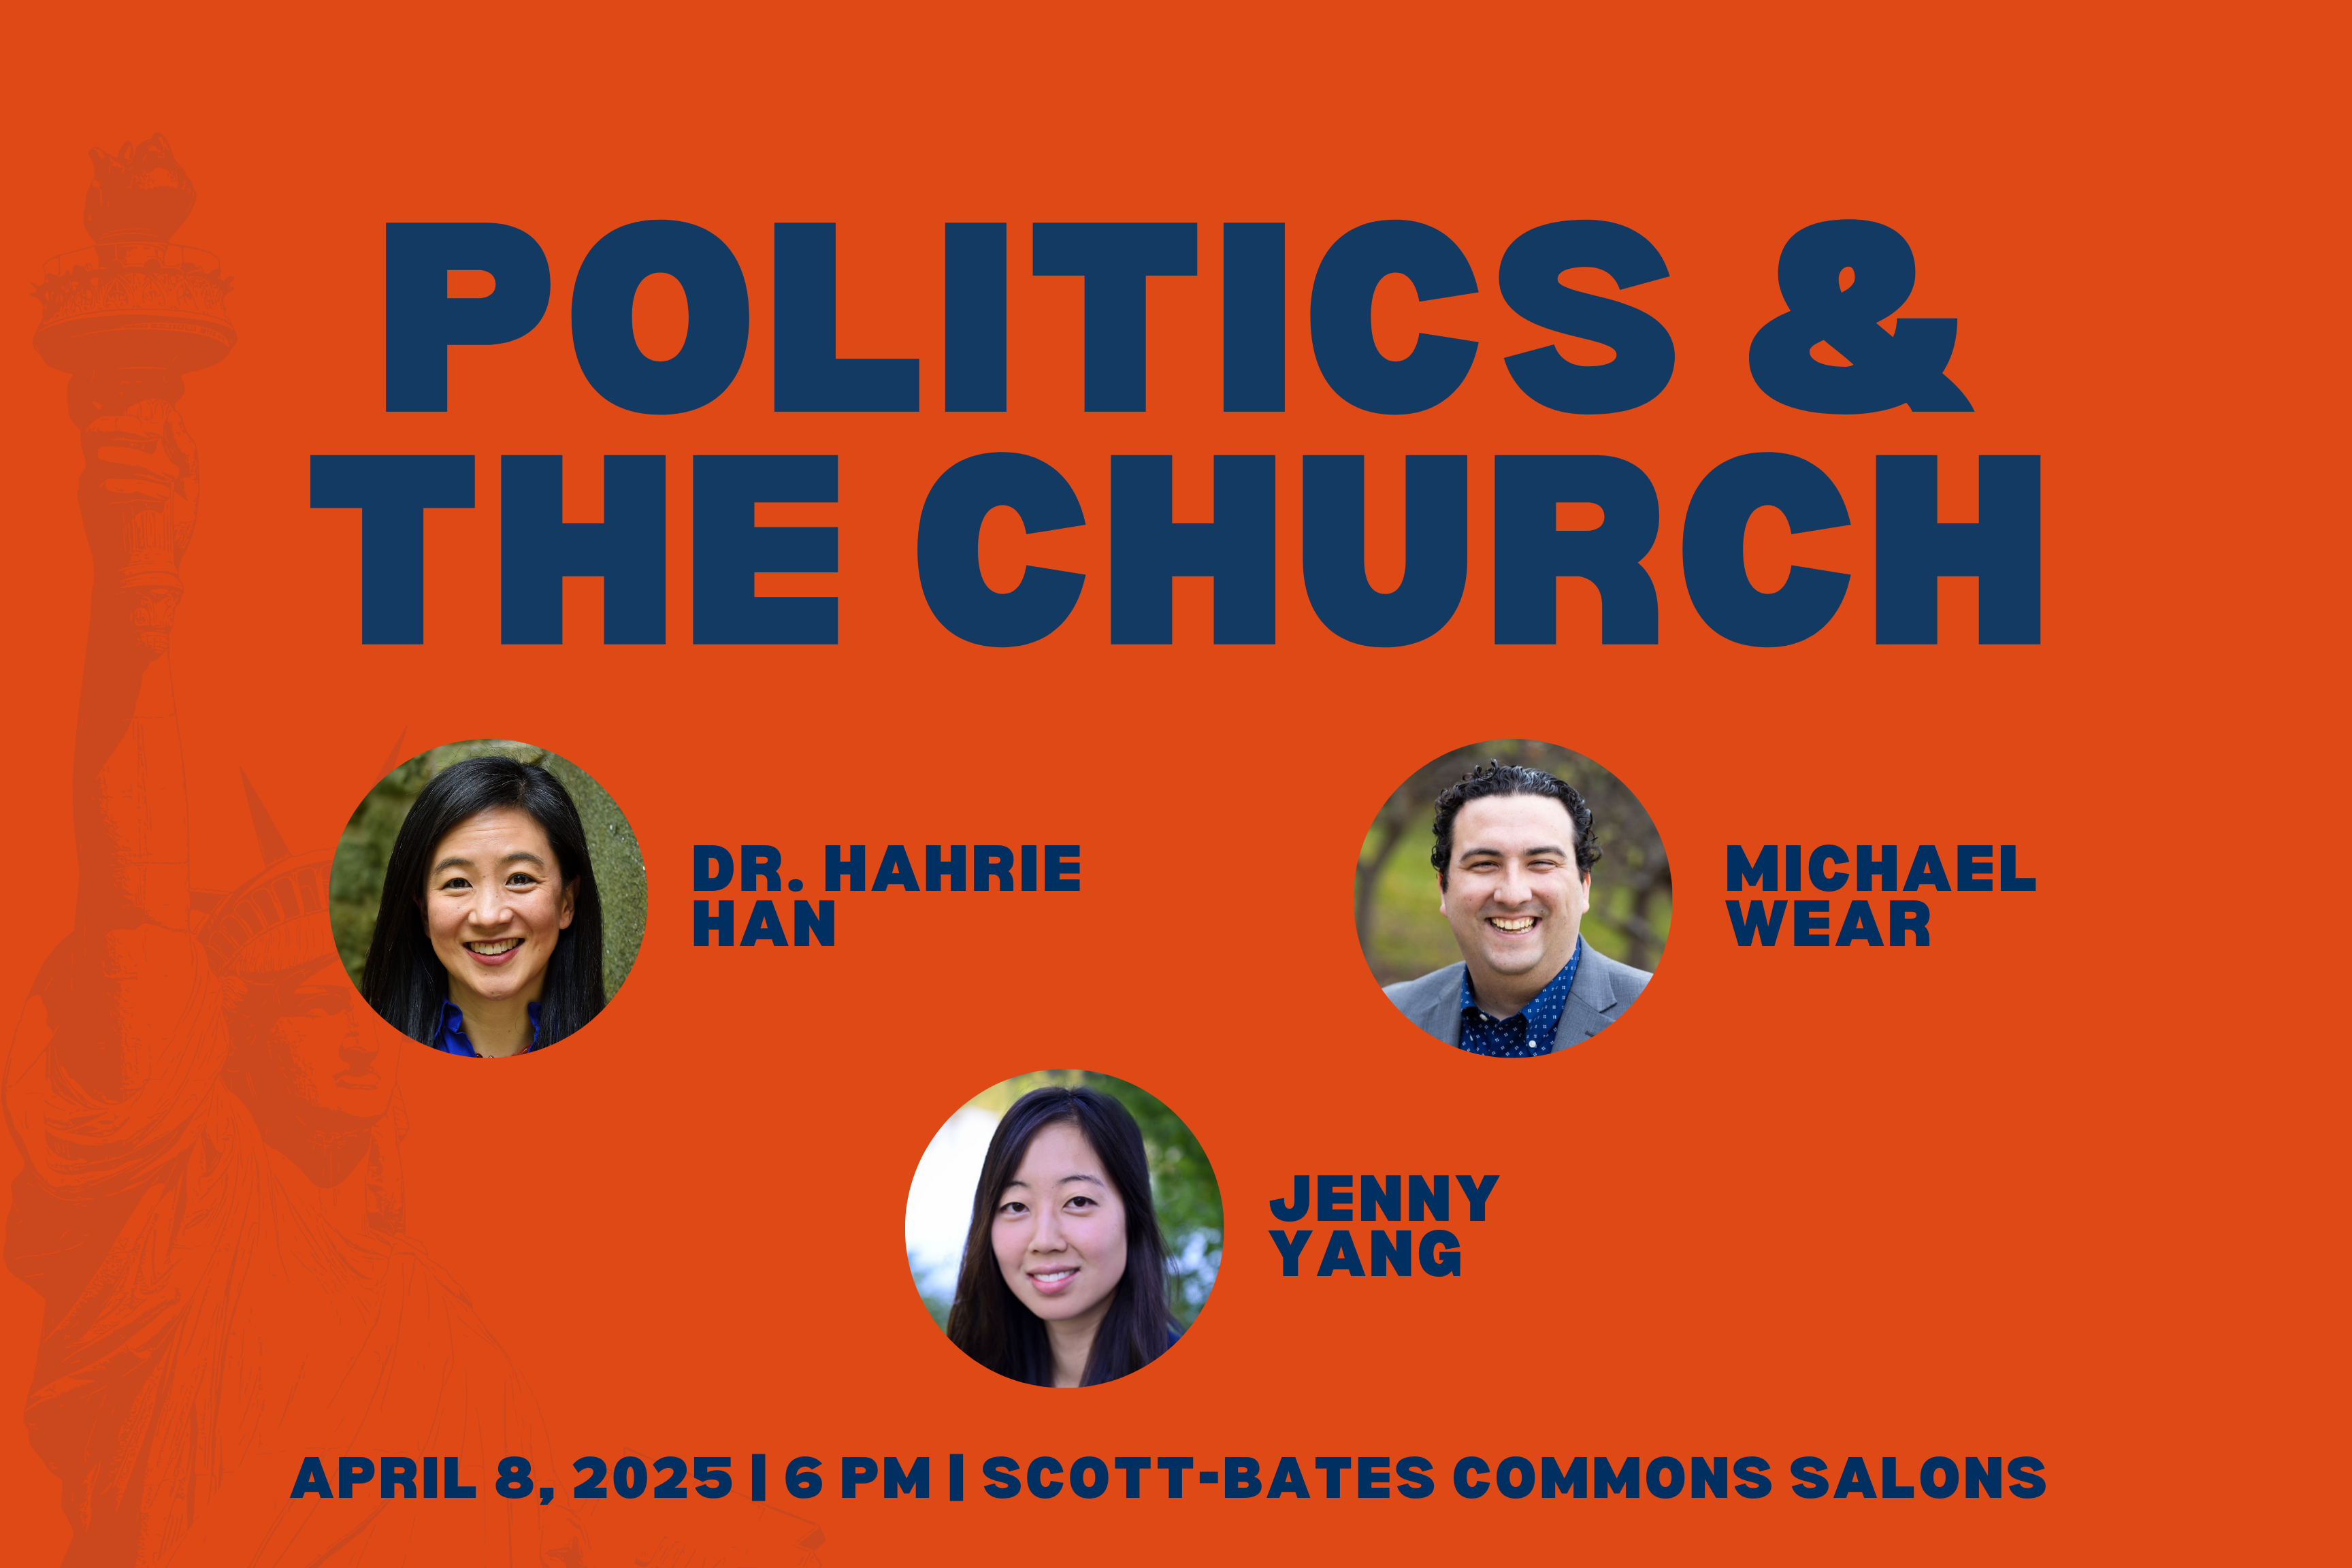 POLITICS &
THE CHURCH
DR. HAHRIE
HAN
MICHAEL
WEAR
JENNY
YANG
APRIL 8, 2025 | 6 PM | SCOTT-BATES COMMONS SALONS